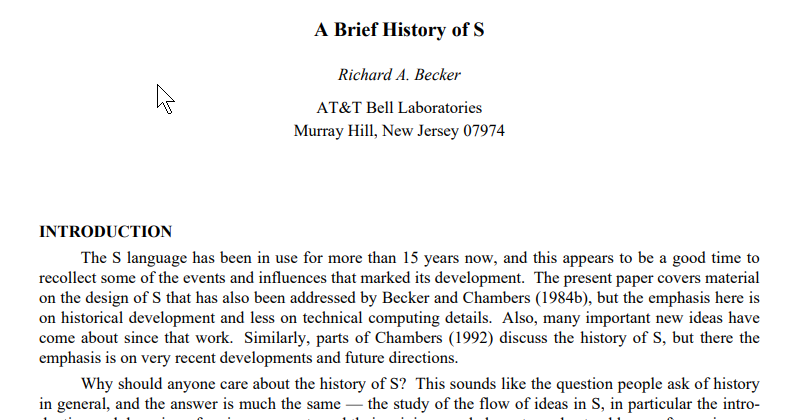 A Brief History of S
Richard A. Becker
AT&T Bell Laboratories
Murray Hill, New Jersey 07974
INTRODUCTION
The S language has been in use for more than 15 years now, and this appears to be a good time to
recollect some of the events and influences that marked its development. The present paper covers material
on the design of S that has also been addressed by Becker and Chambers (1984b), but the emphasis here is
on historical development and less on technical computing details. Also, many important new ideas have
come about since that work. Similarly, parts of Chambers (1992) discuss the history of S, but there the
emphasis is on very recent developments and future directions.
Why should anyone care about the history of S? This sounds like the question people ask of history
in general, and the answer is much the same — the study of the flow of ideas in S, in particular the intro-